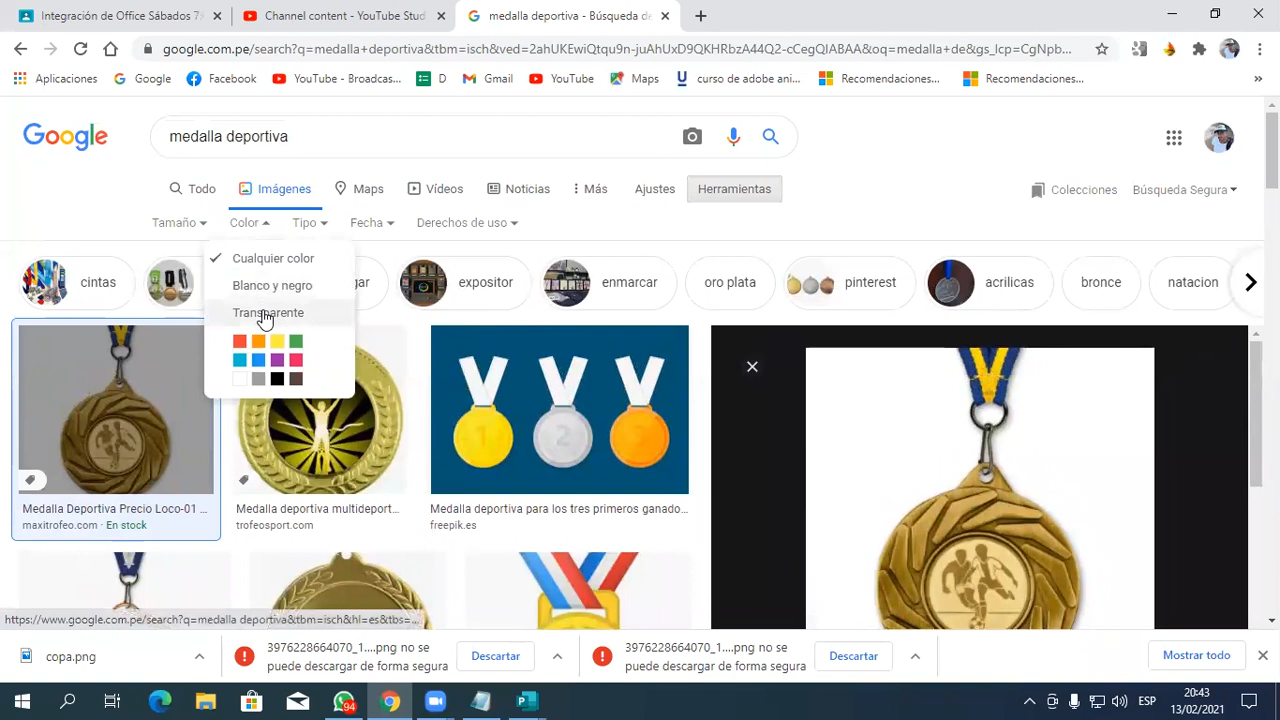 Integración de Office Sábados 7x
Channel content - YouTube Stud
medalla deportiva - Búsqueda de
google.com.pe/search?q=medalla+deportiva&tbm=isch&ved=2ahUKEwiQtqu9n-juAhUxD9QKHRbzA44Q2-cCegQIABAA&oq=medalla+de&gs_lcp=CgNpb...
Aplicaciones
Google
Facebook
YouTube - Broadcas...
D
Gmail
YouTube
Maps
curso de adobe ani...
Recomendaciones...
Recomendaciones...
Google
medalla deportiva
Todo
Imágenes
Maps
Vídeos
Noticias
Más
Ajustes
Herramientas
Colecciones
Búsqueda Segura
Tamaño
Color
Tipo
Fecha
Derechos de uso
Cualquier color
Blanco y negro
Transparente
cintas
gar
expositor
enmarcar
oro plata
pinterest
acrilicas
bronce
natacion
1
2
3
Medalla Deportiva Precio Loco-01 ...
maxitrofeo.com · En stock
Medalla deportiva multideport...
trofeosport.com
Medalla deportiva para los tres primeros ganado...
freepik.es
https://www.google.com.pe/search?q=medalla deportiva&tbm=isch&hl=es&tbs=...
copa.png
3976228664070_1....png no se
puede descargar de forma segura
Descartar
3976228664070_1....png no se
puede descargar de forma segura
Descartar
Mostrar todo
94
ESP
20:43
13/02/2021